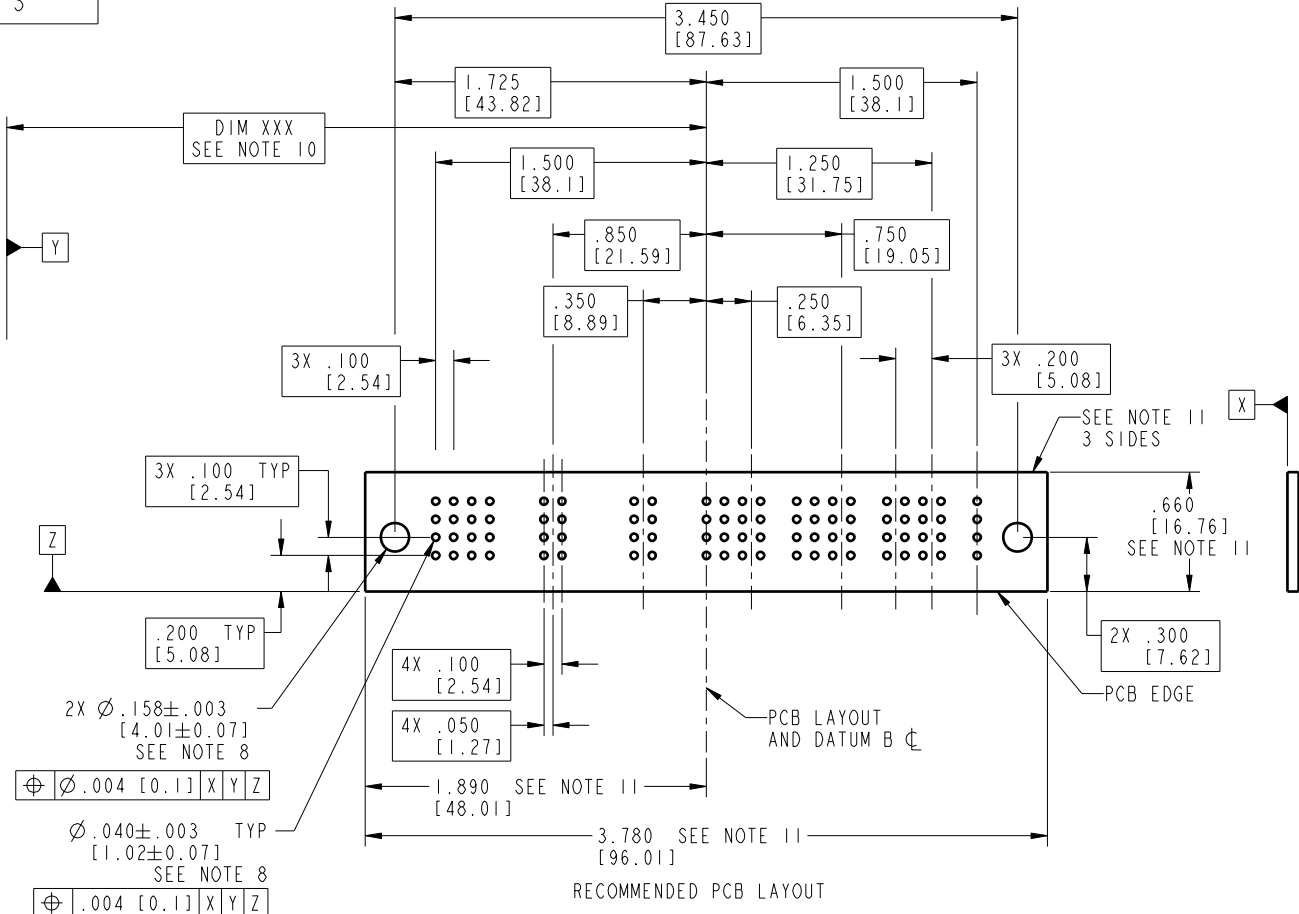 3
3.450
[87.63]
1.725
[43.82]
1.500
[38.1]
DIM XXX
SEE NOTE 10
1.500
[38.1]
1.250
[31.75]
.850
[21.59]
.750
[19.05]
Y
.350
[8.89]
.250
[6.35]
3X .100
[2.54]
3X .200
[5.08]
X
SEE NOTE 11
3 SIDES
3X .100 TYP
[2.54]
.660
[16.76]
SEE NOTE 11
Z
.200 TYP
[5.08]
4X .100
[2.54]
2X .300
[7.62]
2X Ø.158±.003
[4.01±0.07]
SEE NOTE 8
PCB EDGE
4X .050
[1.27]
PCB LAYOUT
AND DATUM B ℄
⌖ Ø.004 [0.1] X Y Z
1.890 SEE NOTE 11
[48.01]
Ø.040±.003 TYP
[1.02±0.07]
SEE NOTE 8
3.780 SEE NOTE 11
[96.01]
⌖ .004 [0.1] X Y Z
RECOMMENDED PCB LAYOUT